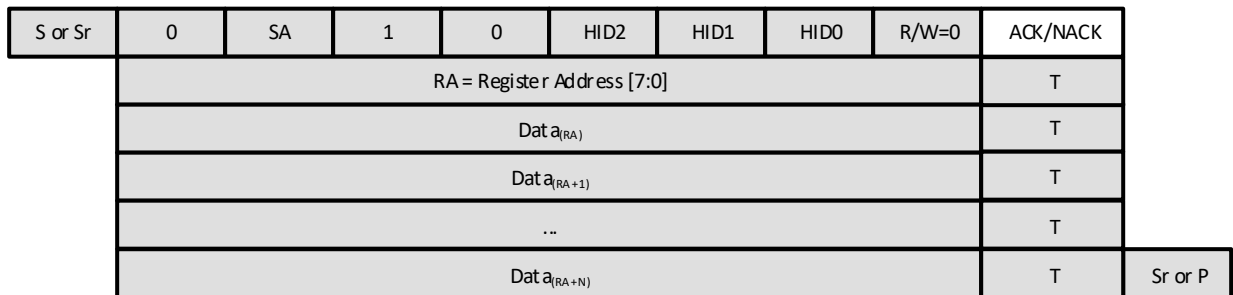 S or Sr 0 SA 1 0 HID2 HID1 HID0 R/W=0 ACK/NACK
RA = Register Address [7:0] T
Data(RA) T
Data(RA+1) T
... T
Data(RA+N) T Sr or P